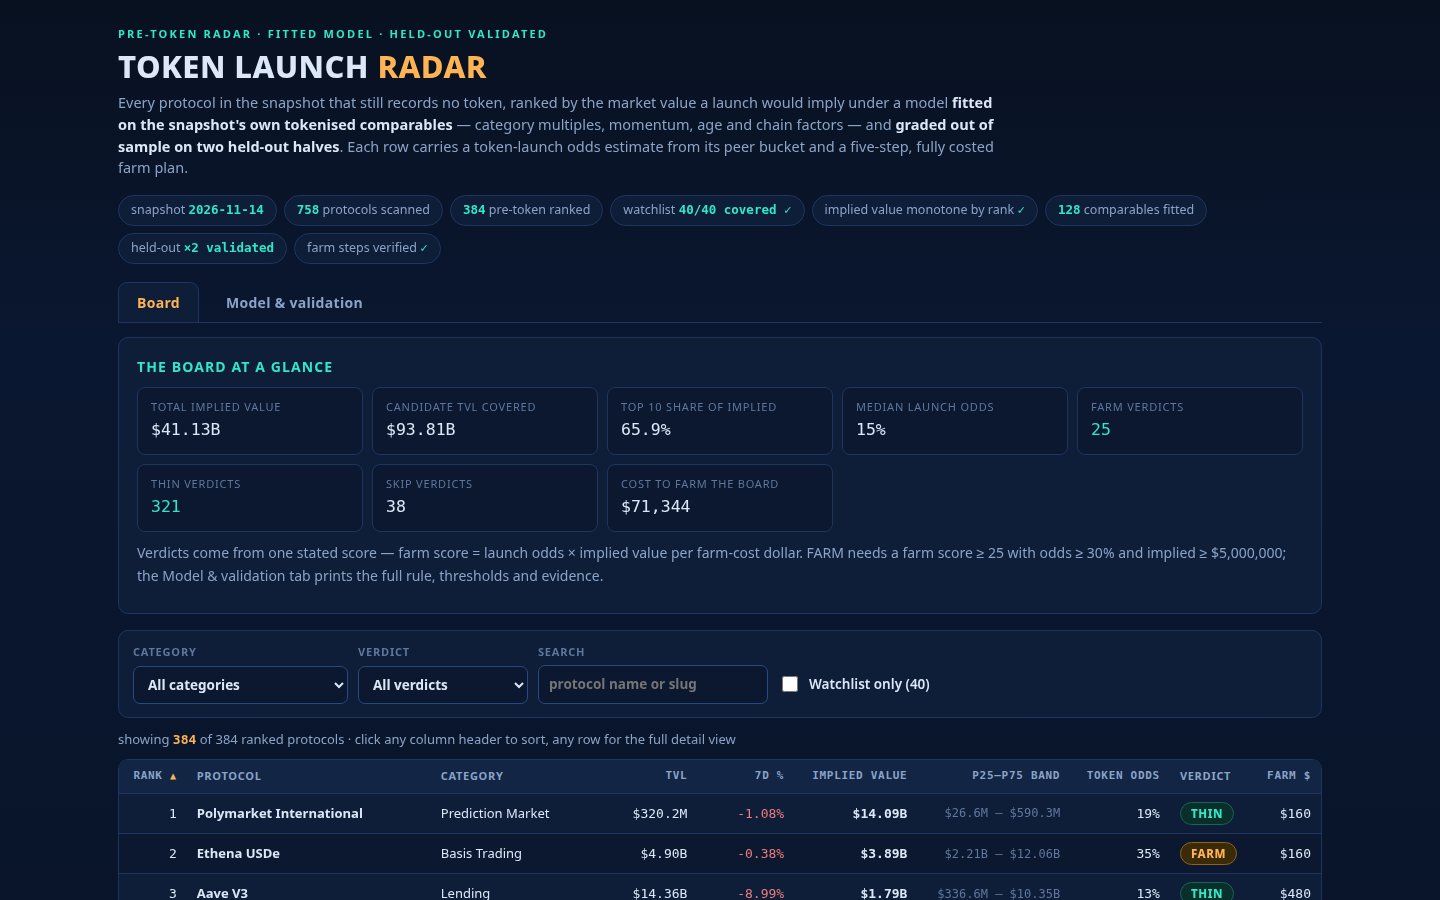 PRE-TOKEN RADAR · FITTED MODEL · HELD-OUT VALIDATED
TOKEN LAUNCH RADAR
Every protocol in the snapshot that still records no token, ranked by the market value a launch would imply under a model fitted
on the snapshot's own tokenised comparables — category multiples, momentum, age and chain factors — and graded out of
sample on two held-out halves. Each row carries a token-launch odds estimate from its peer bucket and a five-step, fully costed
farm plan.
snapshot 2026-11-14
758 protocols scanned
384 pre-token ranked
watchlist 40/40 covered ✓
implied value monotone by rank ✓
128 comparables fitted
held-out ×2 validated
farm steps verified ✓
Board
Model & validation
THE BOARD AT A GLANCE
TOTAL IMPLIED VALUE
$41.13B
CANDIDATE TVL COVERED
$93.81B
TOP 10 SHARE OF IMPLIED
65.9%
MEDIAN LAUNCH ODDS
15%
FARM VERDICTS
25
THIN VERDICTS
321
SKIP VERDICTS
38
COST TO FARM THE BOARD
$71,344
Verdicts come from one stated score — farm score = launch odds × implied value per farm-cost dollar. FARM needs a farm score ≥ 25 with odds ≥ 30% and implied ≥ $5,000,000;
the Model & validation tab prints the full rule, thresholds and evidence.
CATEGORY
All categories
VERDICT
All verdicts
SEARCH
protocol name or slug
Watchlist only (40)
showing 384 of 384 ranked protocols · click any column header to sort, any row for the full detail view
RANK ▲ PROTOCOL CATEGORY TVL 7D % IMPLIED VALUE P25–P75 BAND TOKEN ODDS VERDICT FARM $
1 Polymarket International Prediction Market $320.2M -1.08% $14.09B $26.6M — $590.3M 19% THIN $160
2 Ethena USDe Basis Trading $4.90B -0.38% $3.89B $2.21B — $12.06B 35% FARM $160
3 Aave V3 Lending $14.36B -8.99% $1.79B $336.6M — $10.35B 13% THIN $480